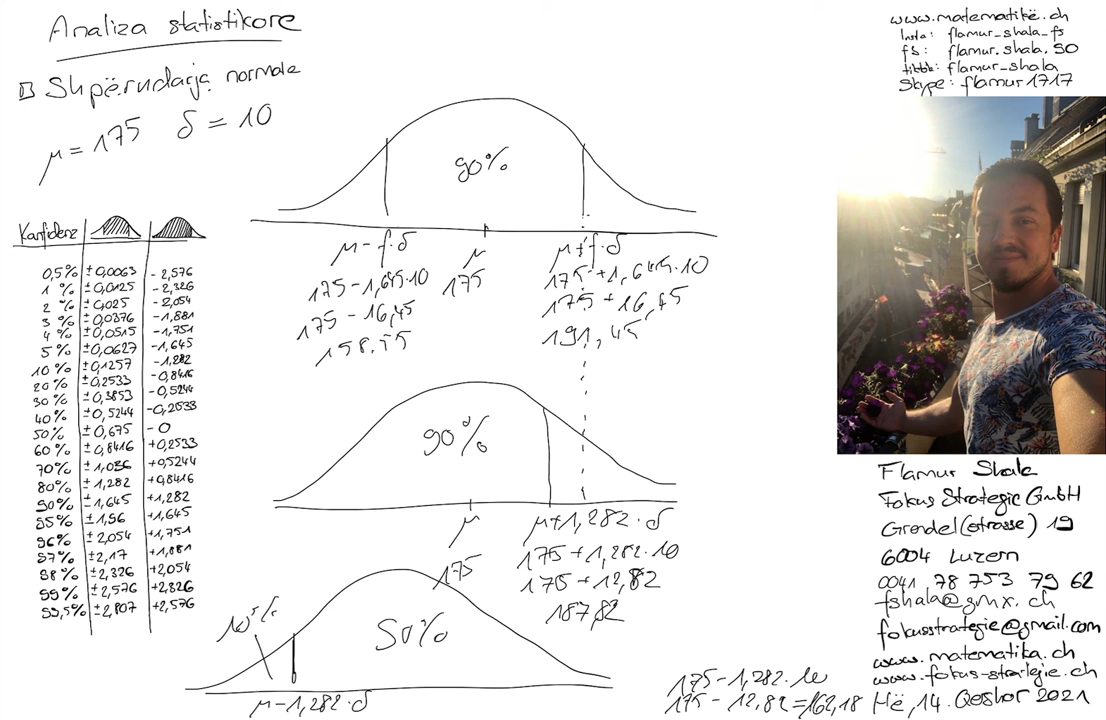 Analiza statistikore
Shpërndarja normale
μ = 175 δ = 10
Konfidenz
0,5% ±0,0063 -2,576
1 % ±0,0125 -2,326
2 % ±0,025 -2,054
3 % ±0,0376 -1,881
4 % ±0,0515 -1,751
5 % ±0,0627 -1,645
10 % ±0,1257 -1,282
20 % ±0,2533 -0,8416
30 % ±0,3853 -0,5244
40% ±0,5244 -0,2533
50% ±0,675 -0
60 % ±0,8416 +0,2533
70% ±1,036 +0,5244
80% ±1,282 +0,8416
90% ±1,645 +1,282
95% ±1,96 +1,645
96% ±2,054 +1,751
97% ±2,17 +1,881
98 % ±2,326 +2,054
99% ±2,576 +2,826
99,5% ±2,807 +2,576
90%
μ - f·δ μ μ + f·δ
175 - 1,645·10 175 175 + 1,645·10
175 - 16,45 175 + 16,45
158,55 191,45
90%
μ μ+1,282·δ
175 175 + 1,282·10
175 + 12,82
187,82
10% 90%
μ - 1,282·δ
175 - 1,282·10
175 - 12,82 = 162,18
www.matematikë.ch
Insta: flamur_shala_fs
fb: flamur.shala.90
tiktok: flamur_shala
Skype: flamur1717
Flamur Shala
Fokus Strategie GmbH
Grendel(strasse) 19
6004 Luzern
0041 78 753 79 62
fshala@gmx.ch
fokusstrategie@gmail.com
www.matematika.ch
www.fokus-strategie.ch
Hë, 14. Qeshor 2021